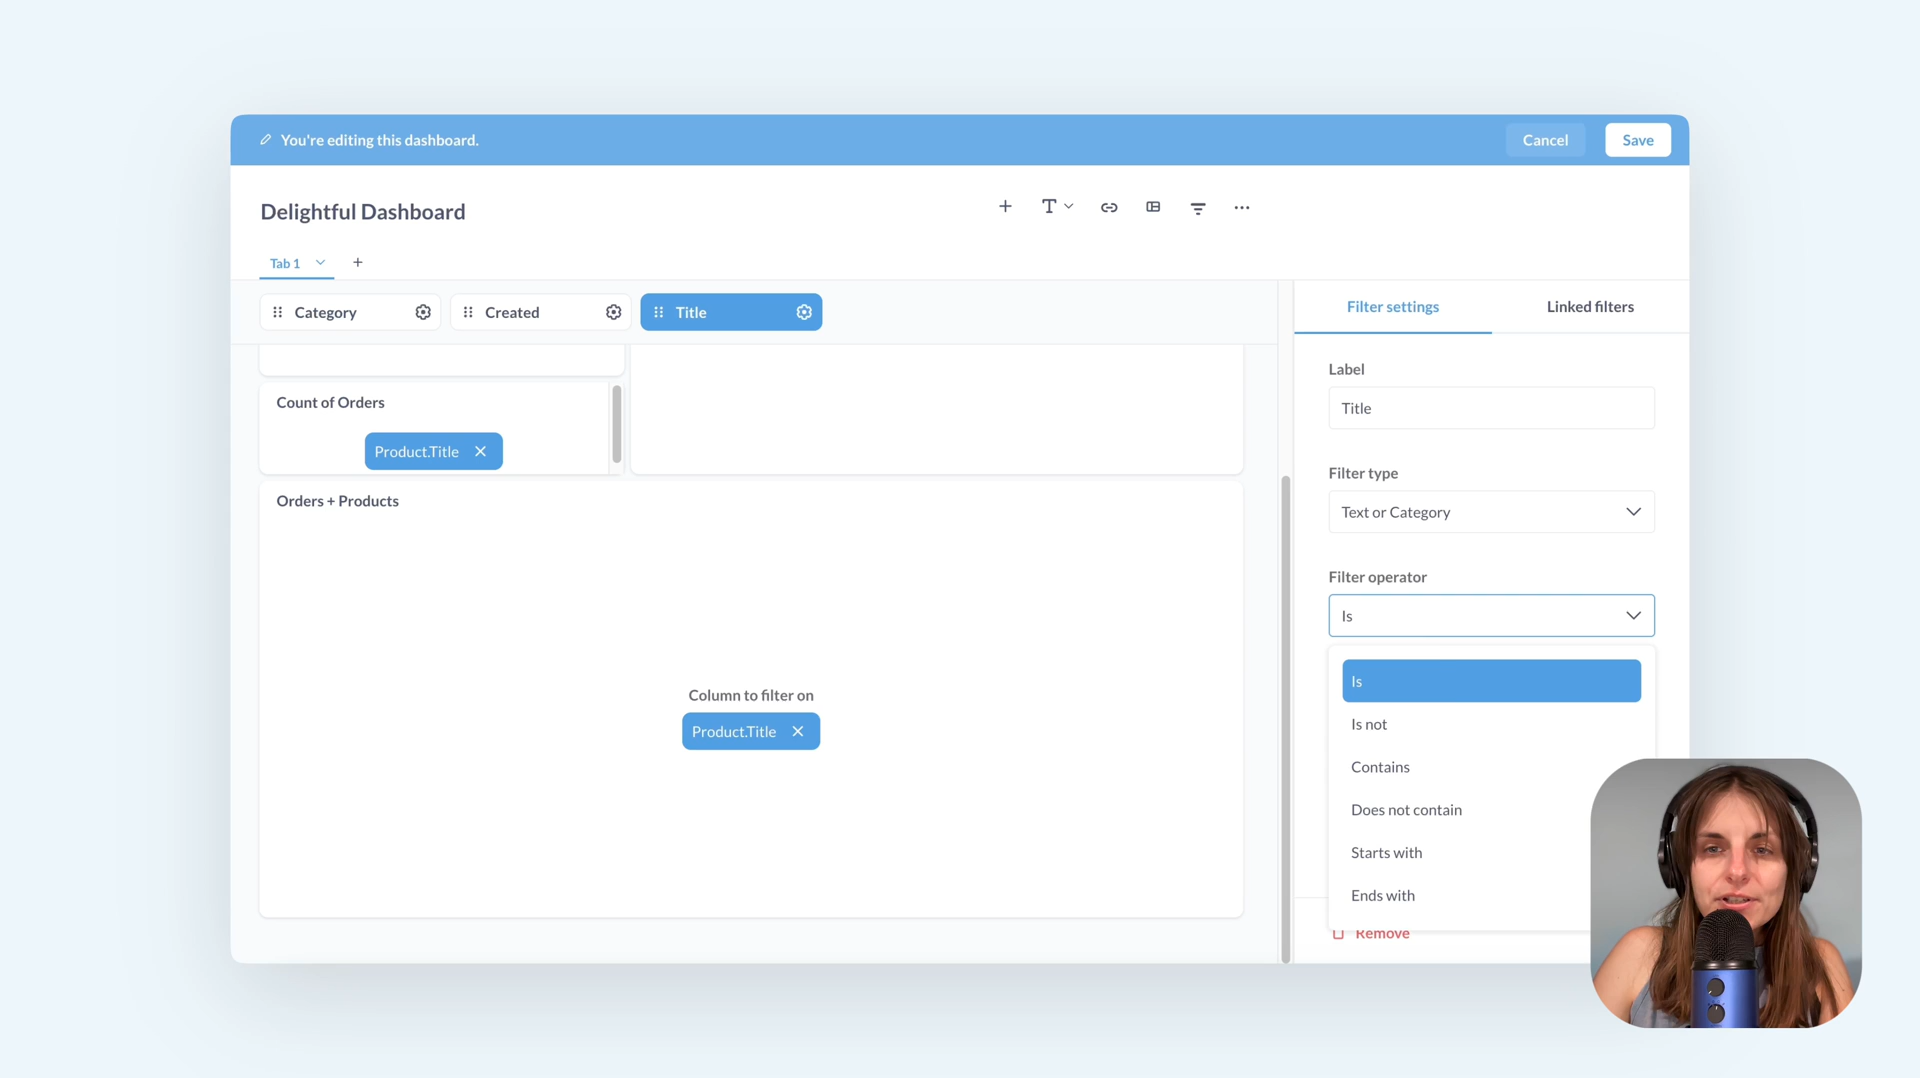 You're editing this dashboard.
Cancel
Save
Delightful Dashboard
Tab 1
Category
Created
Title
Filter settings
Linked filters
Label
Title
Count of Orders
Product.Title
Filter type
Text or Category
Orders + Products
Filter operator
Is
Is
Is not
Contains
Does not contain
Starts with
Ends with
Column to filter on
Product.Title
Remove